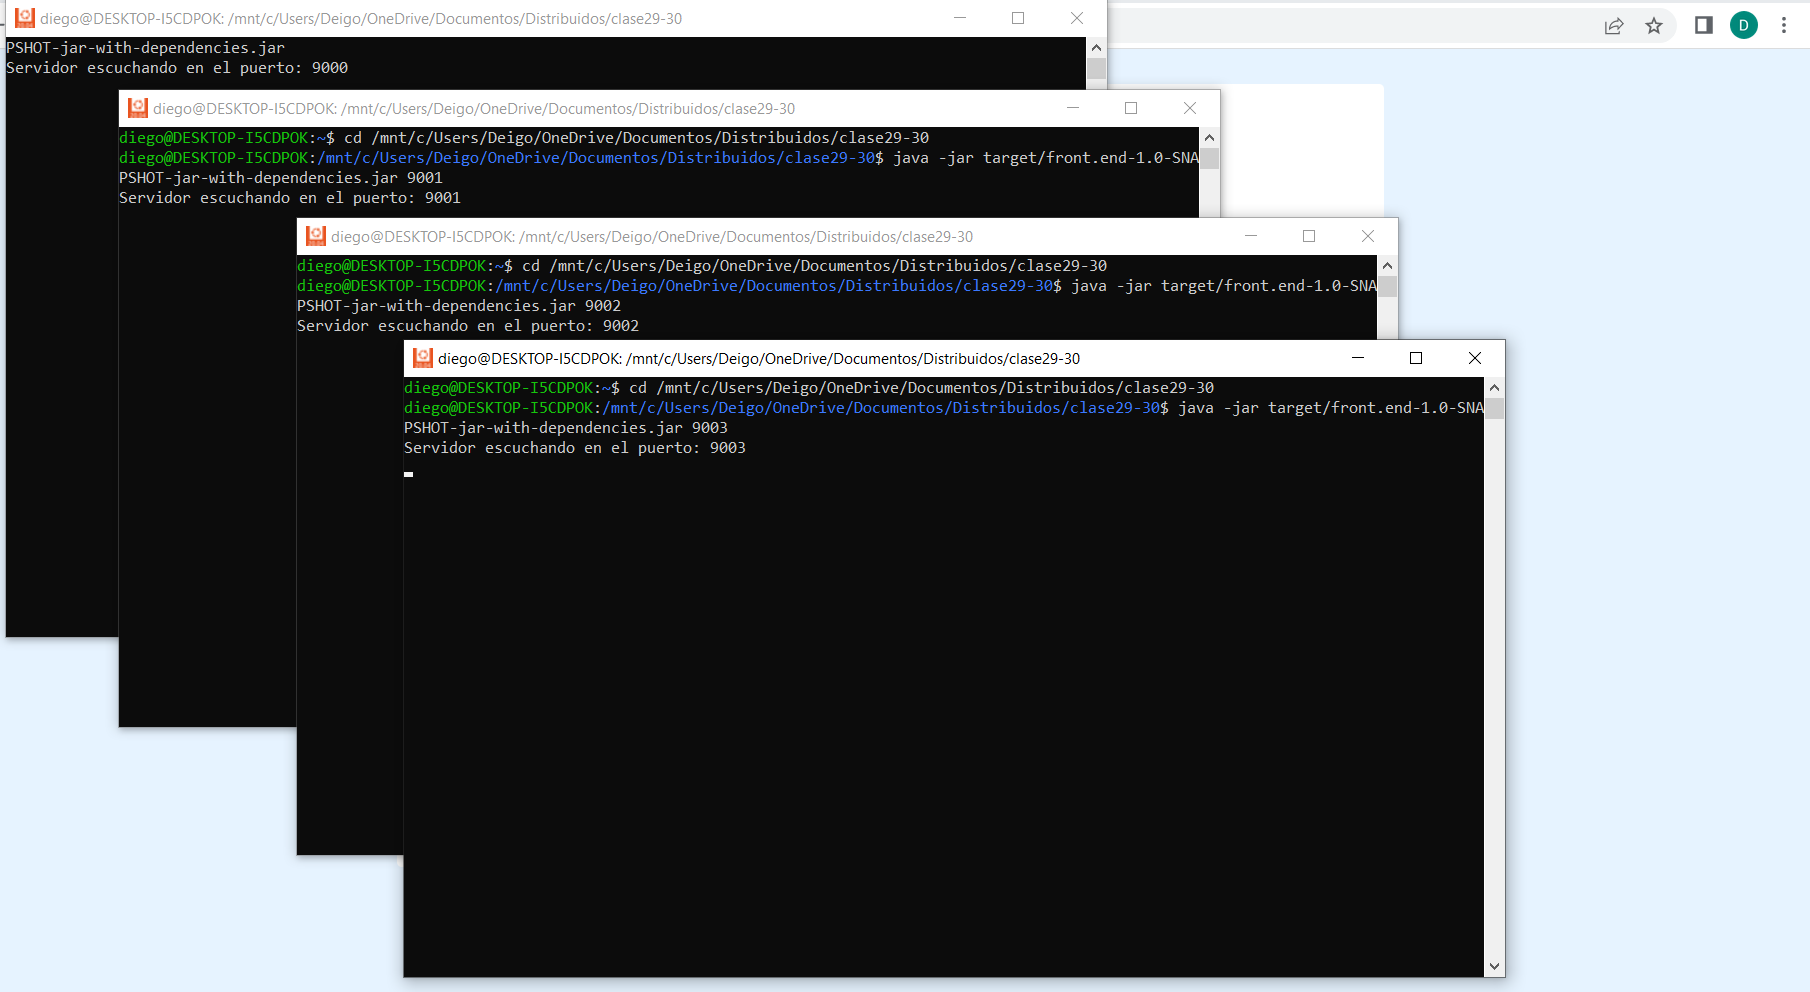 diego@DESKTOP-I5CDPOK: /mnt/c/Users/Deigo/OneDrive/Documentos/Distribuidos/clase29-30
D
PSHOT-jar-with-dependencies.jar
Servidor escuchando en el puerto: 9000
diego@DESKTOP-I5CDPOK: /mnt/c/Users/Deigo/OneDrive/Documentos/Distribuidos/clase29-30
diego@DESKTOP-I5CDPOK:~$ cd /mnt/c/Users/Deigo/OneDrive/Documentos/Distribuidos/clase29-30
diego@DESKTOP-I5CDPOK:/mnt/c/Users/Deigo/OneDrive/Documentos/Distribuidos/clase29-30$ java -jar target/front.end-1.0-SNA
PSHOT-jar-with-dependencies.jar 9001
Servidor escuchando en el puerto: 9001
diego@DESKTOP-I5CDPOK: /mnt/c/Users/Deigo/OneDrive/Documentos/Distribuidos/clase29-30
diego@DESKTOP-I5CDPOK:~$ cd /mnt/c/Users/Deigo/OneDrive/Documentos/Distribuidos/clase29-30
diego@DESKTOP-I5CDPOK:/mnt/c/Users/Deigo/OneDrive/Documentos/Distribuidos/clase29-30$ java -jar target/front.end-1.0-SNA
PSHOT-jar-with-dependencies.jar 9002
Servidor escuchando en el puerto: 9002
diego@DESKTOP-I5CDPOK: /mnt/c/Users/Deigo/OneDrive/Documentos/Distribuidos/clase29-30
diego@DESKTOP-I5CDPOK:~$ cd /mnt/c/Users/Deigo/OneDrive/Documentos/Distribuidos/clase29-30
diego@DESKTOP-I5CDPOK:/mnt/c/Users/Deigo/OneDrive/Documentos/Distribuidos/clase29-30$ java -jar target/front.end-1.0-SNA
PSHOT-jar-with-dependencies.jar 9003
Servidor escuchando en el puerto: 9003